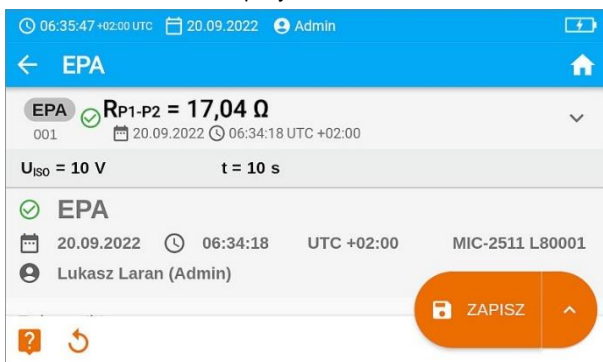 06:35:47 +02:00 UTC 20.09.2022 Admin
EPA
EPA RP1-P2 = 17,04 Ω
001 20.09.2022 06:34:18 UTC +02:00
UISO = 10 V t = 10 s
EPA
20.09.2022 06:34:18 UTC +02:00 MIC-2511 L80001
Lukasz Laran (Admin)
ZAPISZ